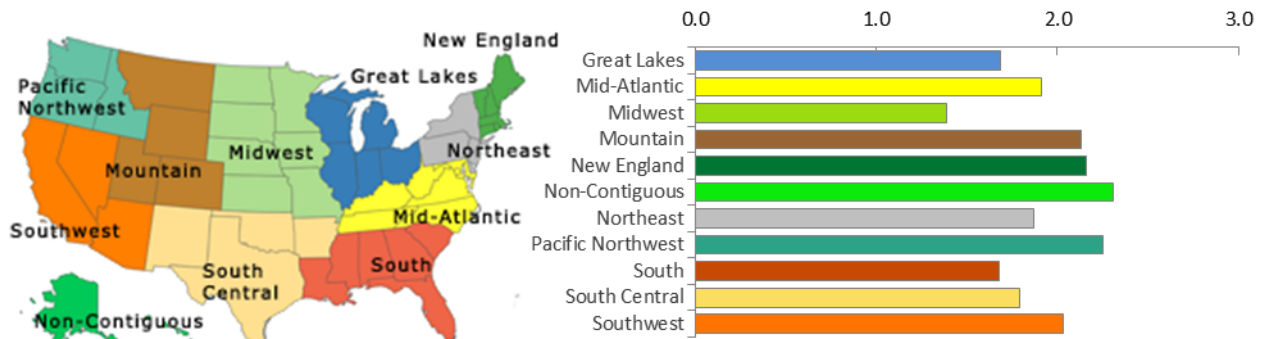 New England
Great Lakes
Pacific
Northwest
Midwest
Northeast
Mountain
Mid-Atlantic
Southwest
South
South
Central
Non-Contiguous
0.0 1.0 2.0 3.0
Great Lakes
Mid-Atlantic
Midwest
Mountain
New England
Non-Contiguous
Northeast
Pacific Northwest
South
South Central
Southwest